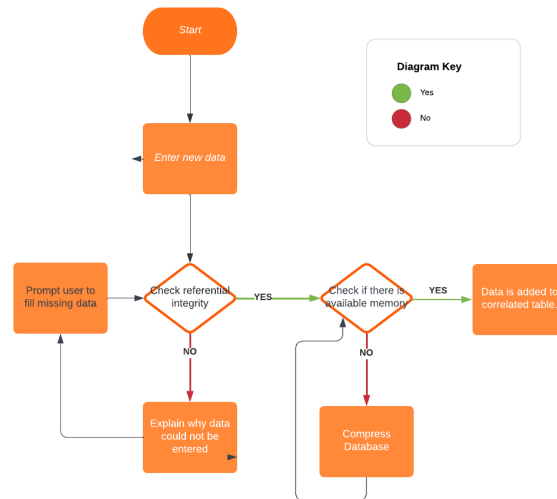 Start
Diagram Key
Yes
No
Enter new data
Prompt user to
fill missing data
Check referential
integrity
YES
Check if there is
available memory
YES
Data is added to
correlated table.
NO
NO
Explain why data
could not be
entered
Compress
Database